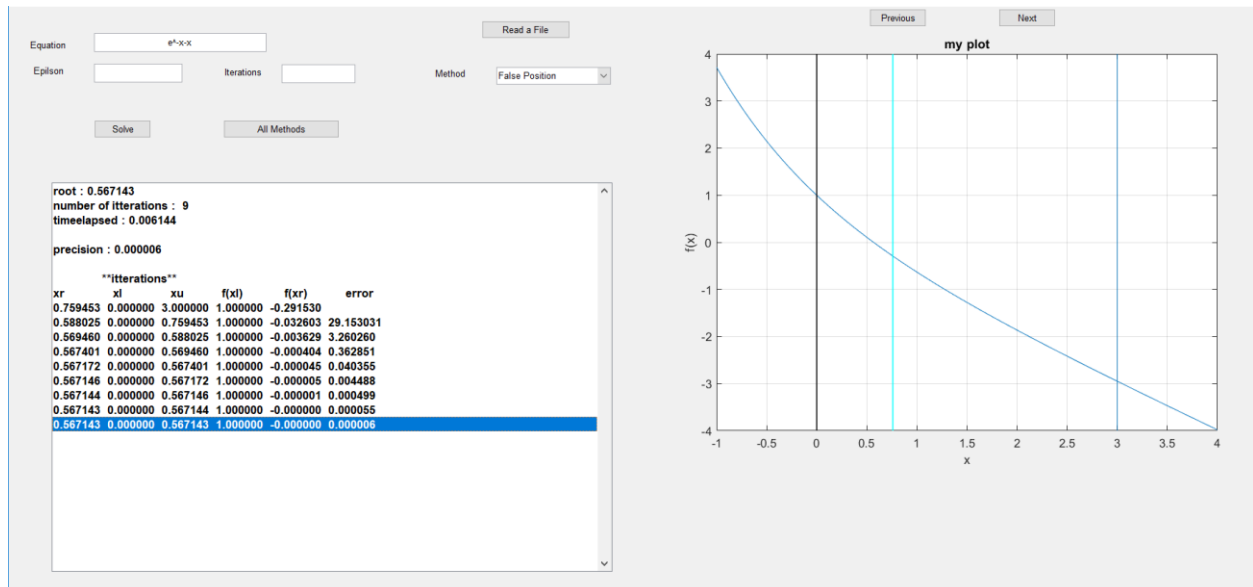 Equation e^-x-x
Read a File
Epilson Iterations Method False Position
Solve All Methods
root : 0.567143
number of itterations : 9
timeelapsed : 0.006144
precision : 0.000006
**itterations**
xr xl xu f(xl) f(xr) error
0.759453 0.000000 3.000000 1.000000 -0.291530
0.588025 0.000000 0.759453 1.000000 -0.032603 29.153031
0.569460 0.000000 0.588025 1.000000 -0.003629 3.260260
0.567401 0.000000 0.569460 1.000000 -0.000404 0.362851
0.567172 0.000000 0.567401 1.000000 -0.000045 0.040355
0.567146 0.000000 0.567172 1.000000 -0.000005 0.004488
0.567144 0.000000 0.567146 1.000000 -0.000001 0.000499
0.567143 0.000000 0.567144 1.000000 -0.000000 0.000055
0.567143 0.000000 0.567143 1.000000 -0.000000 0.000006
Previous Next
my plot
4
3
2
1
0
-1
-2
-3
-4
f(x)
-1 -0.5 0 0.5 1 1.5 2 2.5 3 3.5 4
x